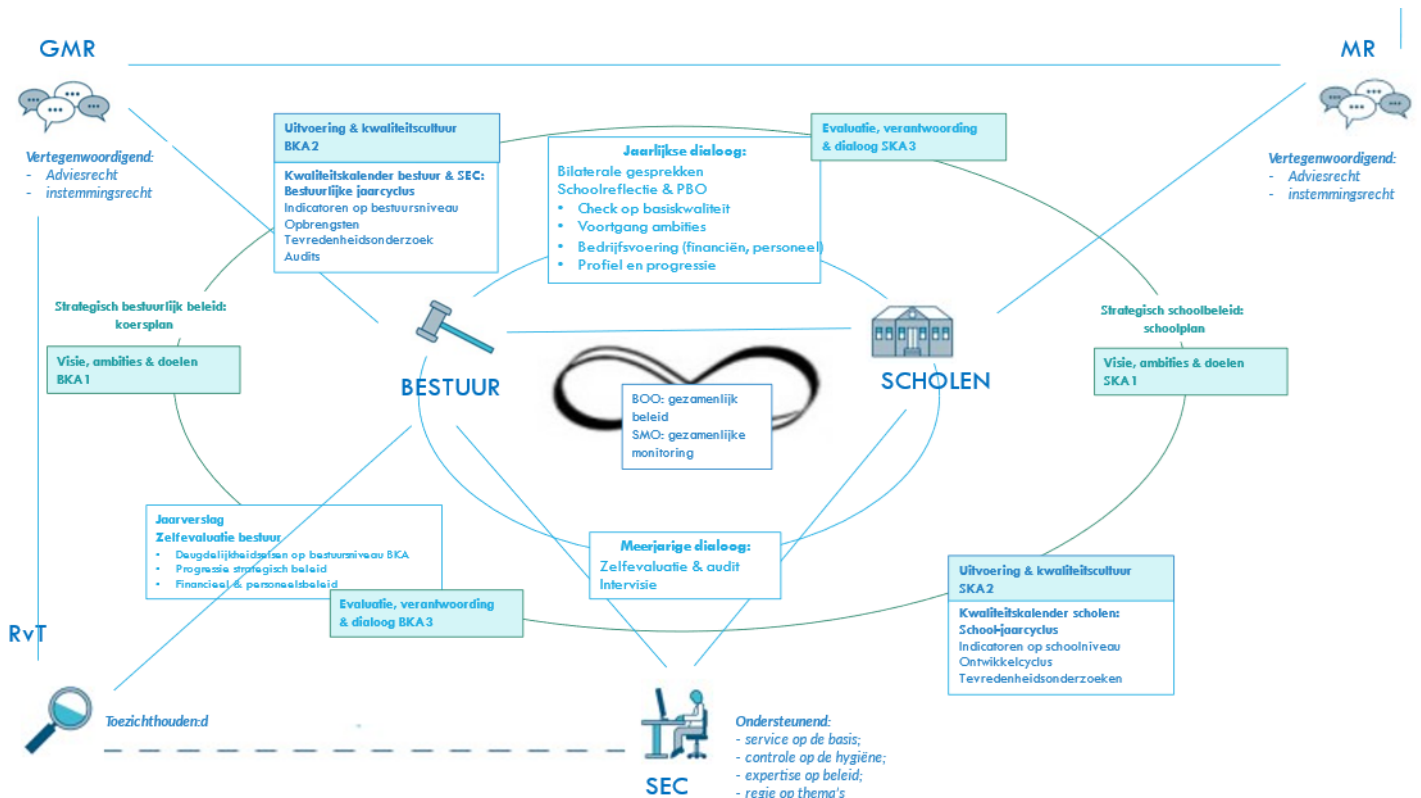 GMR
MR
Vertegenwoordigend:
- Adviesrecht
- instemmingsrecht
Uitvoering & kwaliteitscultuur
BKA2
Kwaliteitskalender bestuur & SEC:
Bestuurlijke jaarcyclus
Indicatoren op bestuursniveau
Opbrengsten
Tevredenheidsonderzoek
Audits
Jaarlijkse dialoog:
Bilaterale gesprekken
Schoolreflectie & PBO
• Check op basiskwaliteit
• Voortgang ambities
• Bedrijfsvoering (financiën, personeel)
• Profiel en progressie
Evaluatie, verantwoording
& dialoog SKA3
Vertegenwoordigend:
- Adviesrecht
- instemmingsrecht
Strategisch bestuurlijk beleid:
koersplan
Visie, ambities & doelen
BKA1
BESTUUR
SCHOLEN
Strategisch schoolbeleid:
schoolplan
Visie, ambities & doelen
SKA1
BOO: gezamenlijk
beleid
SMO: gezamenlijke
monitoring
Jaarverslag
Zelfevaluatie bestuur
• Deugdelijkheidseisen op bestuursniveau BKA
• Progressie strategisch beleid
• Financieel & personeelsbeleid
Evaluatie, verantwoording
& dialoog BKA3
Meerjarige dialoog:
Zelfevaluatie & audit
Intervisie
Uitvoering & kwaliteitscultuur
SKA2
Kwaliteitskalender scholen:
School-jaarcyclus
Indicatoren op schoolniveau
Ontwikkelcyclus
Tevredenheidsonderzoeken
RvT
Toezichthouden:d
SEC
Ondersteunend:
- service op de basis;
- controle op de hygiëne;
- expertise op beleid;
- regie op thema's